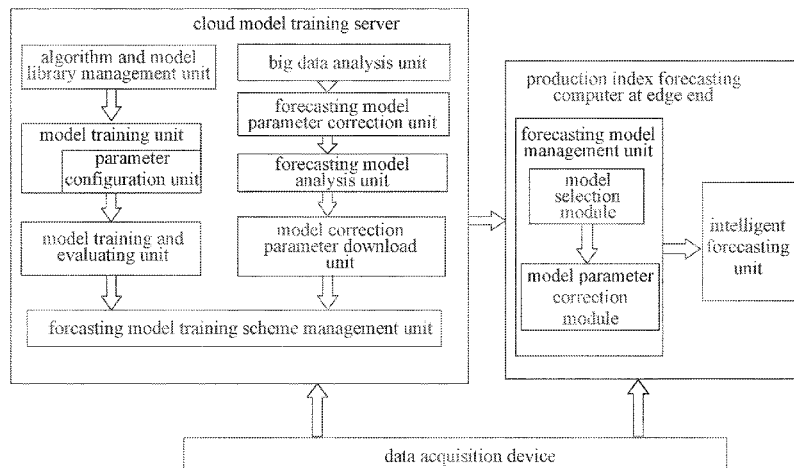 cloud model training server
algorithm and model
library management unit
model training unit
parameter
configuration unit
model training and
evaluating unit
big data analysis unit
forecasting model
parameter correction unit
forecasting model
analysis unit
model correction
parameter download
unit
forcasting model training scheme management unit
production index forecasting
computer at edge end
forecasting model
management unit
model
selection
module
model parameter
correction
module
intelligent
forecasting
unit
data acquisition device